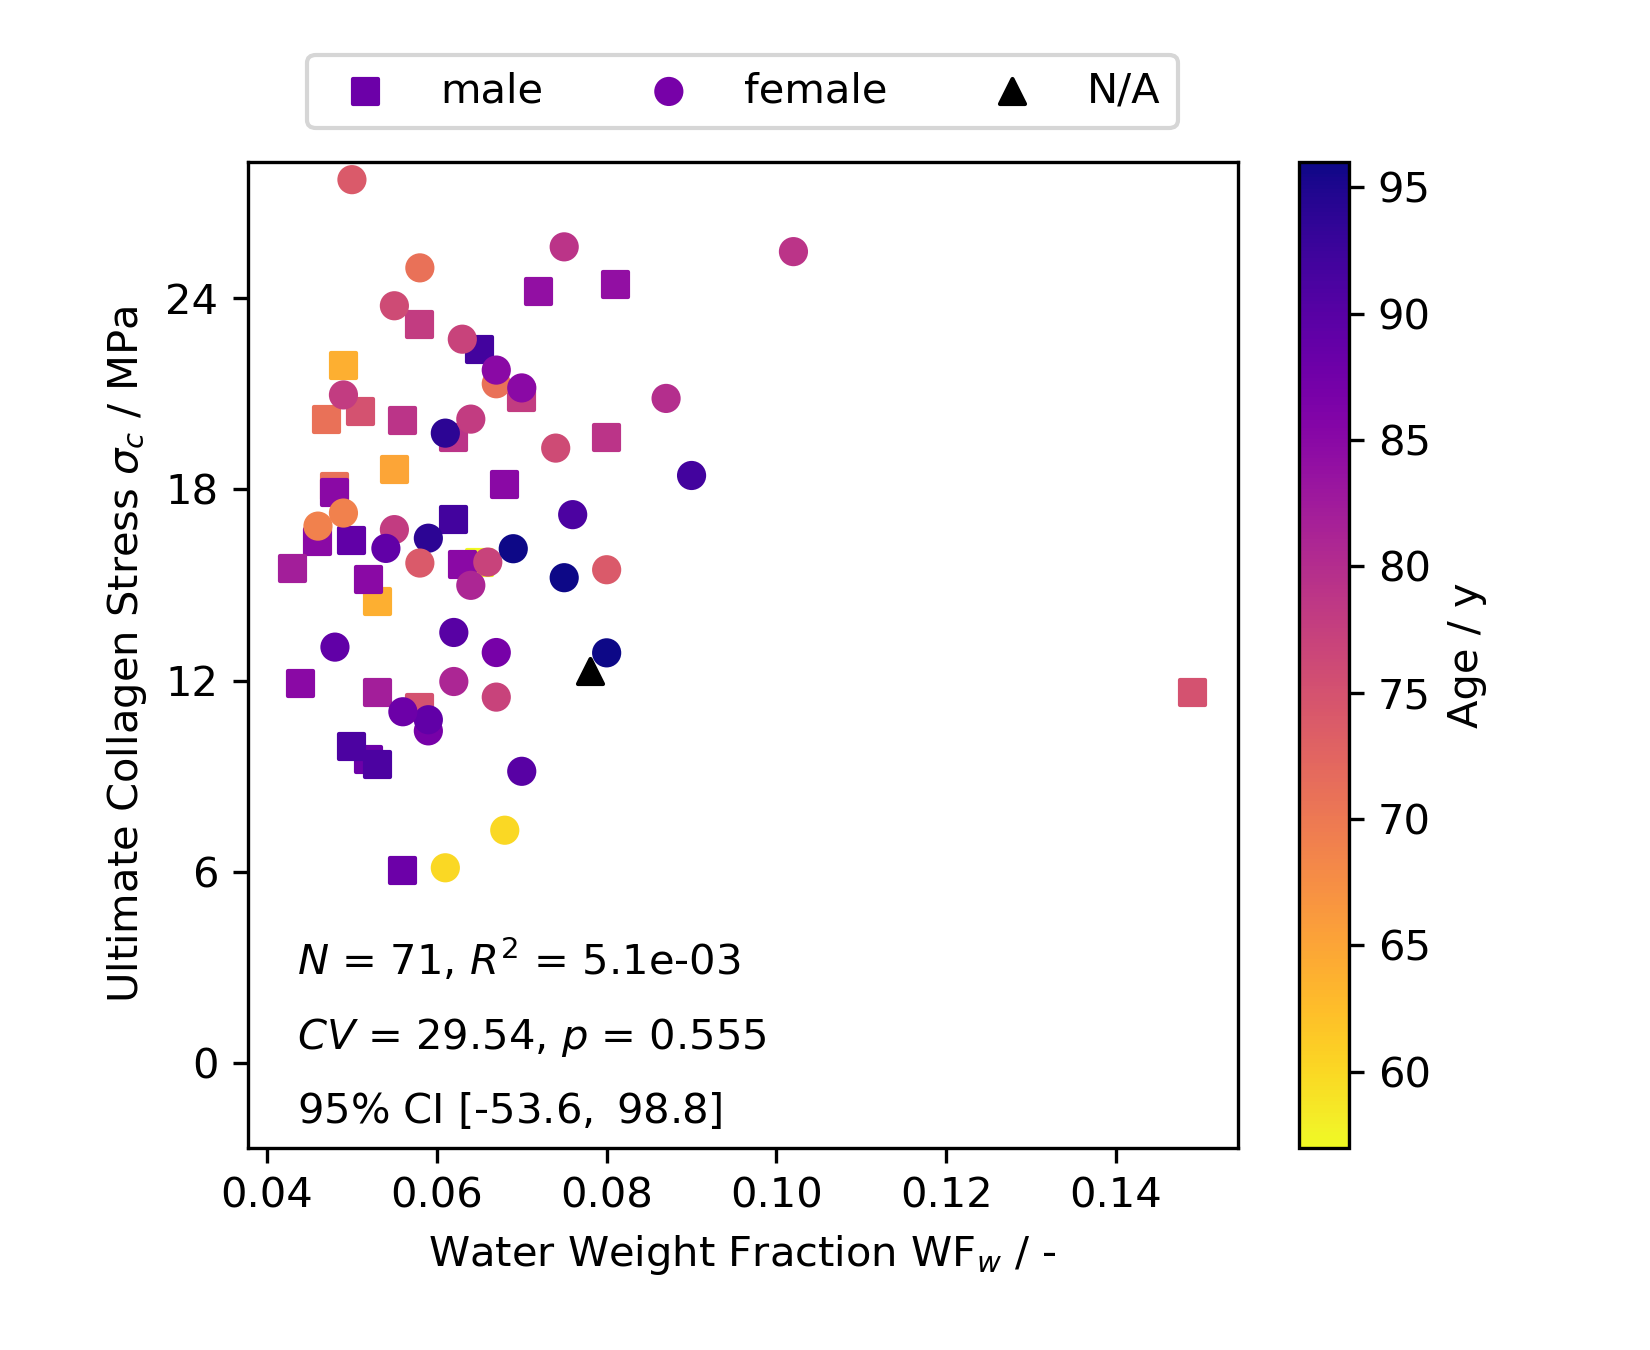 male female N/A
Ultimate Collagen Stress σc / MPa
24
18
12
6
0
N = 71, R² = 5.1e-03
CV = 29.54, p = 0.555
95% CI [-53.6, 98.8]
0.04 0.06 0.08 0.10 0.12 0.14
Water Weight Fraction WFw / -
95
90
85
80
75
70
65
60
Age / y